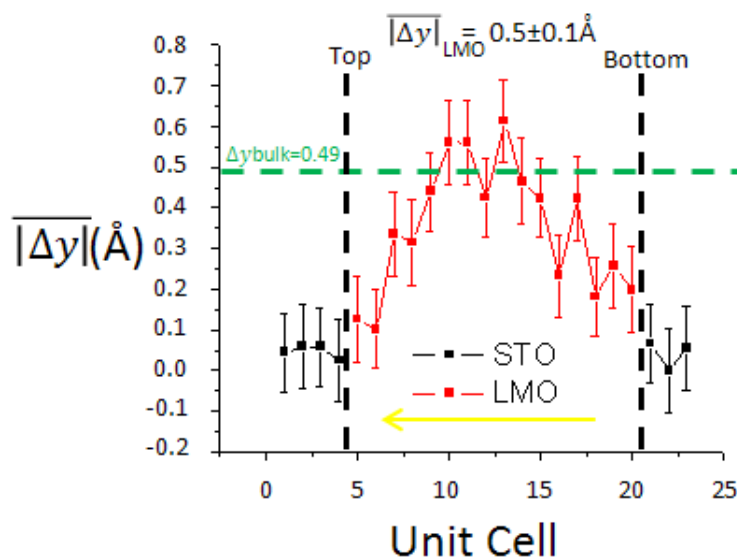 |Δy| LMO = 0.5±0.1Å
Top
Bottom
0.8
0.7
0.6
0.5
0.4
0.3
0.2
0.1
0.0
-0.1
-0.2
Δybulk=0.49
|Δy|(Å)
STO
LMO
0 5 10 15 20 25
Unit Cell